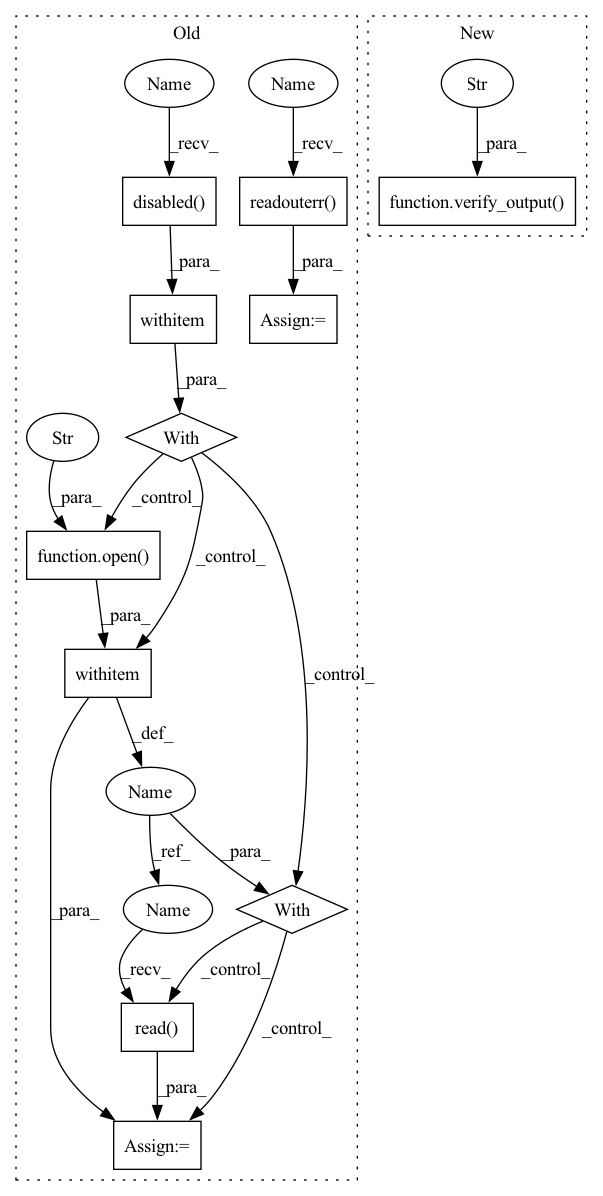 Old
New
Name
Name
Str
_recv_
_recv_
_para_
disabled()
readouterr()
function.verify_output()
_para_
_para_
withitem
Assign:=
_para_
Str
With
_para_
_control_
_control_
function.open()
_para_
_control_
withitem
_def_
Name
_ref_
_para_
_para_
Name
With
_recv_
_control_
_control_
read()
_para_
Assign:=